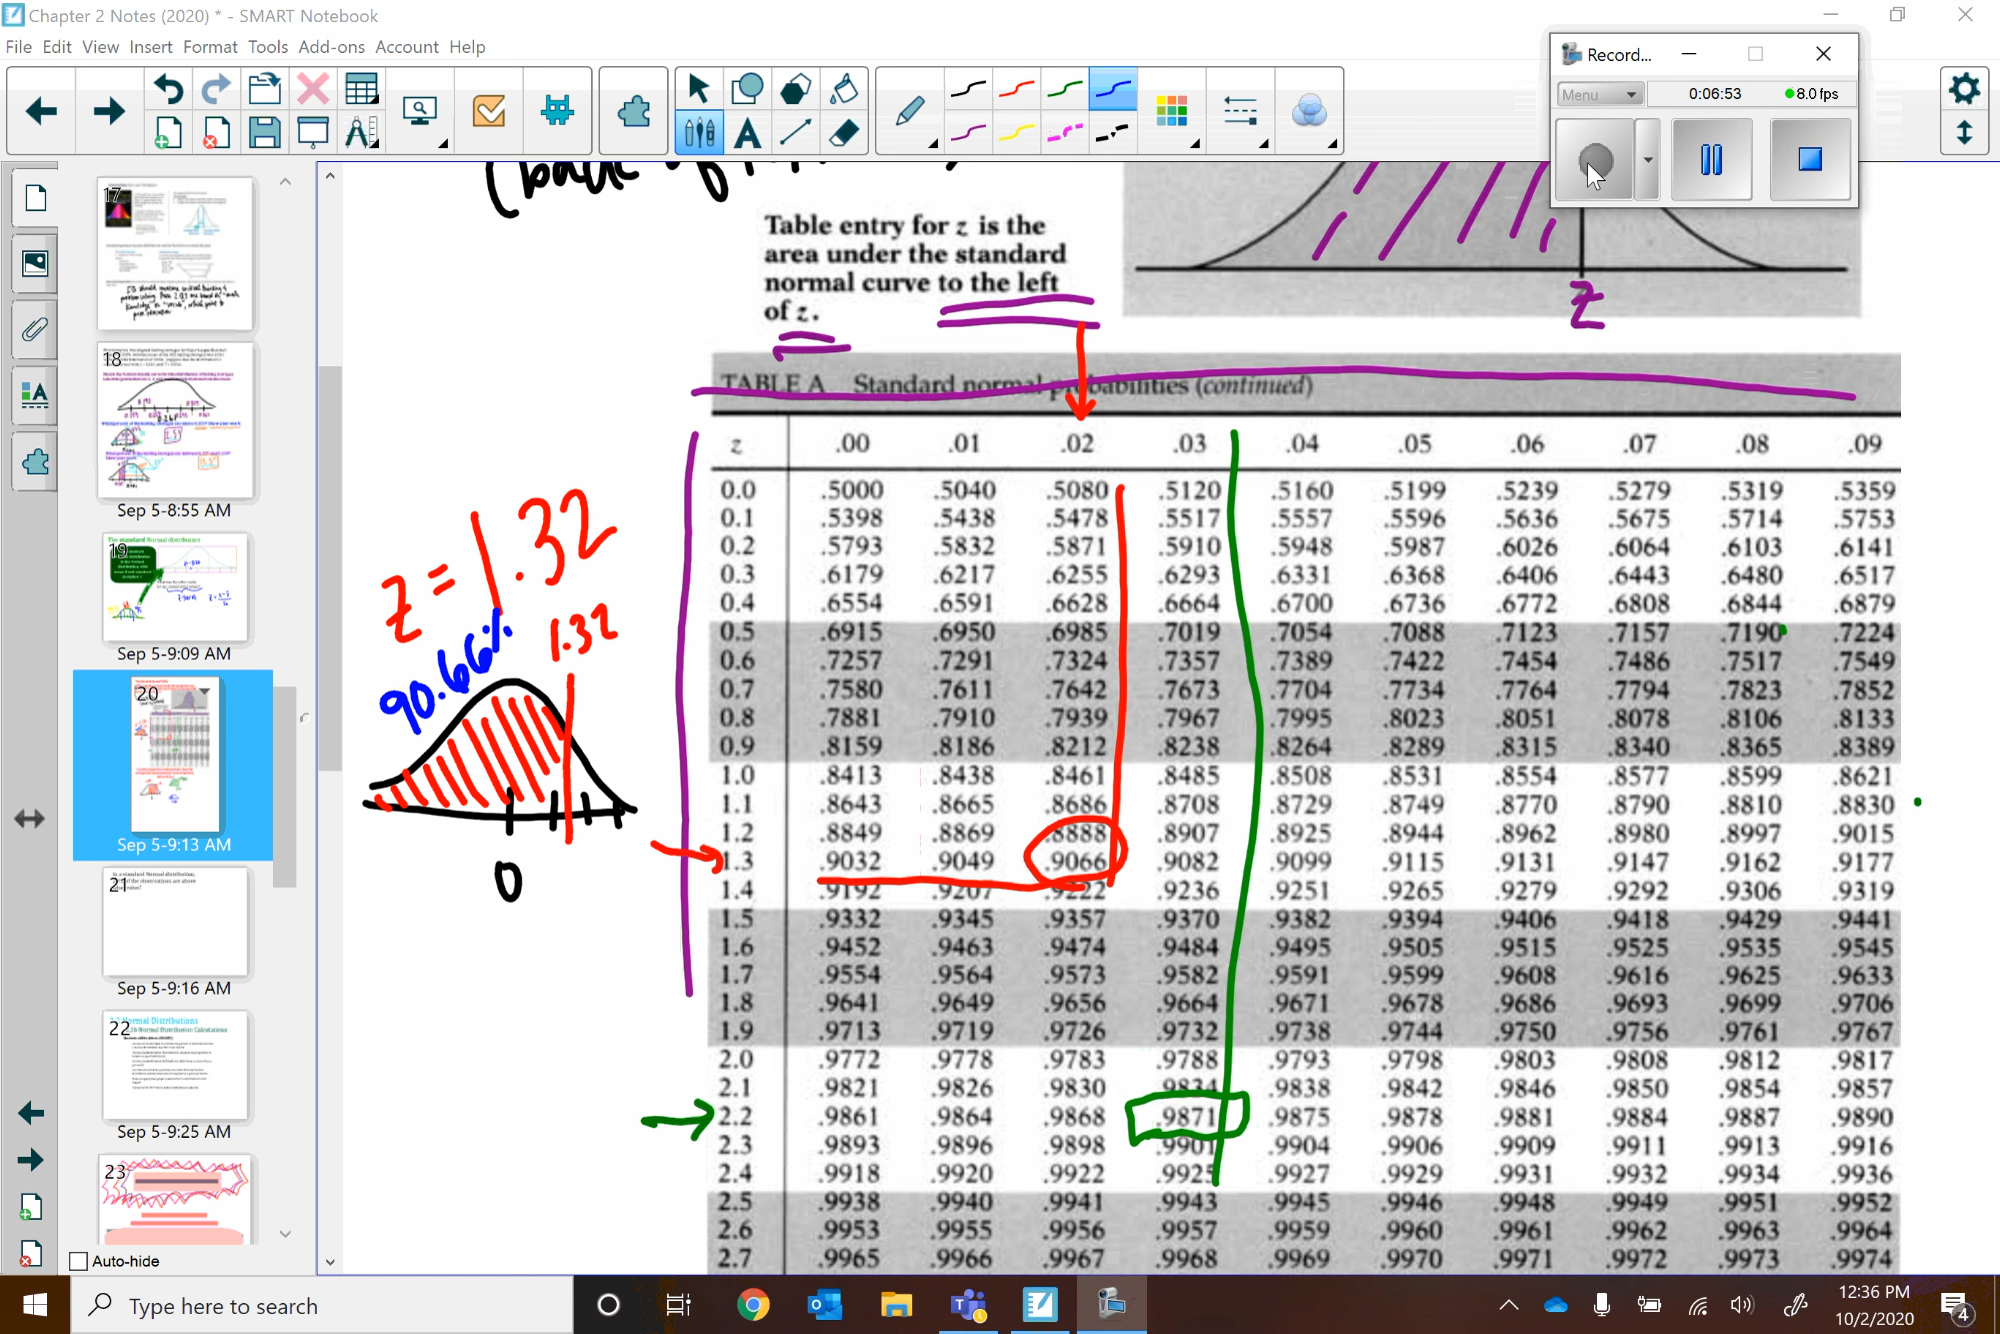 Chapter 2 Notes (2020) * - SMART Notebook
File Edit View Insert Format Tools Add-ons Account Help
Record...
Menu 0:06:53 8.0 fps
17
18
Sep 5-8:55 AM
The standard Normal distribution
19
Sep 5-9:09 AM
20
Sep 5-9:13 AM
21
Sep 5-9:16 AM
22
Sep 5-9:25 AM
23
Auto-hide
(back of
Table entry for z is the
area under the standard
normal curve to the left
of z.
z
z = 1.32
90.66%
1.32
0
TABLE A Standard normal probabilities (continued)
z .00 .01 .02 .03 .04 .05 .06 .07 .08 .09
0.0 .5000 .5040 .5080 .5120 .5160 .5199 .5239 .5279 .5319 .5359
0.1 .5398 .5438 .5478 .5517 .5557 .5596 .5636 .5675 .5714 .5753
0.2 .5793 .5832 .5871 .5910 .5948 .5987 .6026 .6064 .6103 .6141
0.3 .6179 .6217 .6255 .6293 .6331 .6368 .6406 .6443 .6480 .6517
0.4 .6554 .6591 .6628 .6664 .6700 .6736 .6772 .6808 .6844 .6879
0.5 .6915 .6950 .6985 .7019 .7054 .7088 .7123 .7157 .7190 .7224
0.6 .7257 .7291 .7324 .7357 .7389 .7422 .7454 .7486 .7517 .7549
0.7 .7580 .7611 .7642 .7673 .7704 .7734 .7764 .7794 .7823 .7852
0.8 .7881 .7910 .7939 .7967 .7995 .8023 .8051 .8078 .8106 .8133
0.9 .8159 .8186 .8212 .8238 .8264 .8289 .8315 .8340 .8365 .8389
1.0 .8413 .8438 .8461 .8485 .8508 .8531 .8554 .8577 .8599 .8621
1.1 .8643 .8665 .8686 .8708 .8729 .8749 .8770 .8790 .8810 .8830
1.2 .8849 .8869 .8888 .8907 .8925 .8944 .8962 .8980 .8997 .9015
1.3 .9032 .9049 .9066 .9082 .9099 .9115 .9131 .9147 .9162 .9177
1.4 .9192 .9207 .9222 .9236 .9251 .9265 .9279 .9292 .9306 .9319
1.5 .9332 .9345 .9357 .9370 .9382 .9394 .9406 .9418 .9429 .9441
1.6 .9452 .9463 .9474 .9484 .9495 .9505 .9515 .9525 .9535 .9545
1.7 .9554 .9564 .9573 .9582 .9591 .9599 .9608 .9616 .9625 .9633
1.8 .9641 .9649 .9656 .9664 .9671 .9678 .9686 .9693 .9699 .9706
1.9 .9713 .9719 .9726 .9732 .9738 .9744 .9750 .9756 .9761 .9767
2.0 .9772 .9778 .9783 .9788 .9793 .9798 .9803 .9808 .9812 .9817
2.1 .9821 .9826 .9830 .9834 .9838 .9842 .9846 .9850 .9854 .9857
2.2 .9861 .9864 .9868 .9871 .9875 .9878 .9881 .9884 .9887 .9890
2.3 .9893 .9896 .9898 .9901 .9904 .9906 .9909 .9911 .9913 .9916
2.4 .9918 .9920 .9922 .9925 .9927 .9929 .9931 .9932 .9934 .9936
2.5 .9938 .9940 .9941 .9943 .9945 .9946 .9948 .9949 .9951 .9952
2.6 .9953 .9955 .9956 .9957 .9959 .9960 .9961 .9962 .9963 .9964
2.7 .9965 .9966 .9967 .9968 .9969 .9970 .9971 .9972 .9973 .9974
Type here to search
12:36 PM
10/2/2020
4